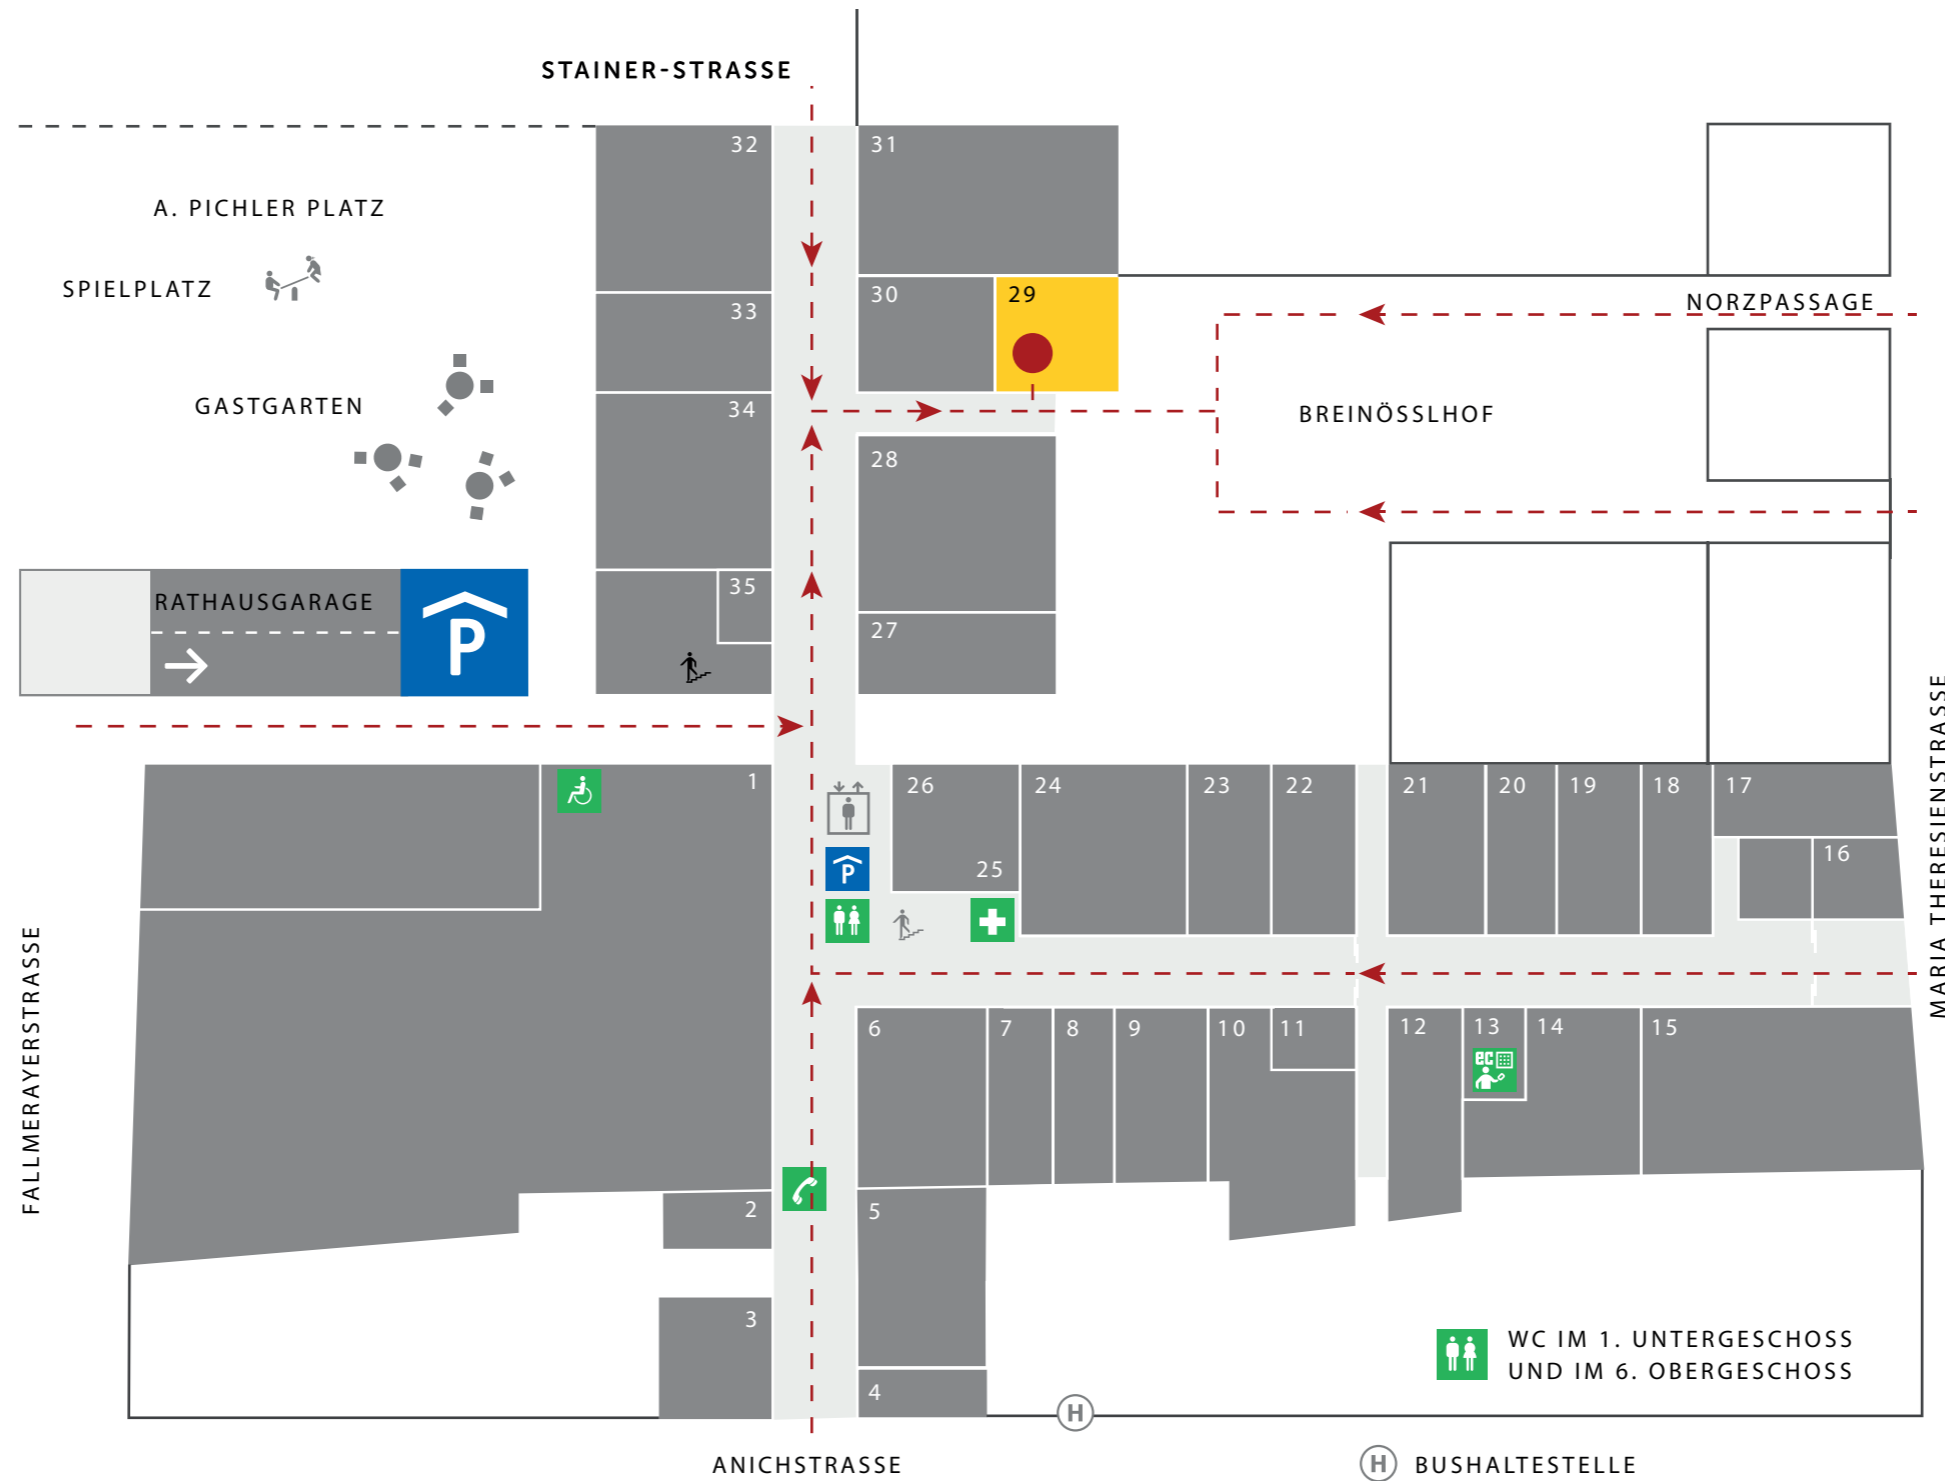 STAINER-STRASSE
32
31
A. PICHLER PLATZ
SPIELPLATZ
30
29
NORZPASSAGE
33
GASTGARTEN
34
BREINÖSSLHOF
28
35
RATHAUSGARAGE
P
27
MARIA THERESIENSTRASSE
1
26
24
23
22
21
20
19
18
17
P
25
16
FALLMERAYERSTRASSE
6
7
8
9
10
11
12
13
14
15
ec
2
5
3
WC IM 1. UNTERGESCHOSS
UND IM 6. OBERGESCHOSS
4
H
ANICHSTRASSE
H BUSHALTESTELLE